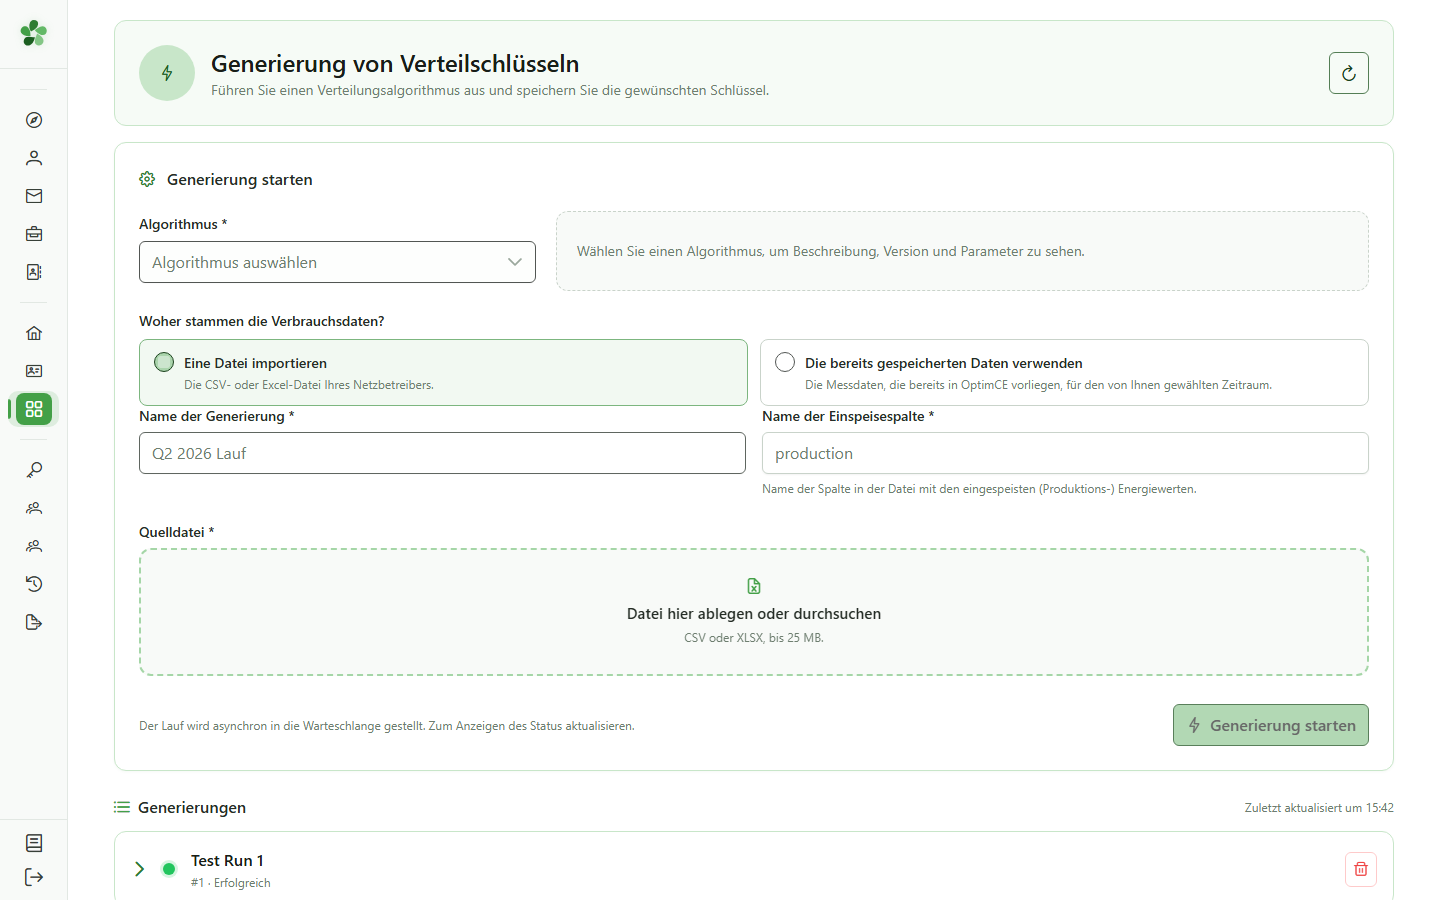 Generierung von Verteilschlüsseln
Führen Sie einen Verteilungsalgorithmus aus und speichern Sie die gewünschten Schlüssel.
Generierung starten
Algorithmus *
Algorithmus auswählen
Wählen Sie einen Algorithmus, um Beschreibung, Version und Parameter zu sehen.
Woher stammen die Verbrauchsdaten?
Eine Datei importieren
Die CSV- oder Excel-Datei Ihres Netzbetreibers.
Die bereits gespeicherten Daten verwenden
Die Messdaten, die bereits in OptimCE vorliegen, für den von Ihnen gewählten Zeitraum.
Name der Generierung *
Q2 2026 Lauf
Name der Einspeisespalte *
production
Name der Spalte in der Datei mit den eingespeisten (Produktions-) Energiewerten.
Quelldatei *
Datei hier ablegen oder durchsuchen
CSV oder XLSX, bis 25 MB.
Der Lauf wird asynchron in die Warteschlange gestellt. Zum Anzeigen des Status aktualisieren.
Generierung starten
Generierungen
Zuletzt aktualisiert um 15:42
Test Run 1
#1 · Erfolgreich